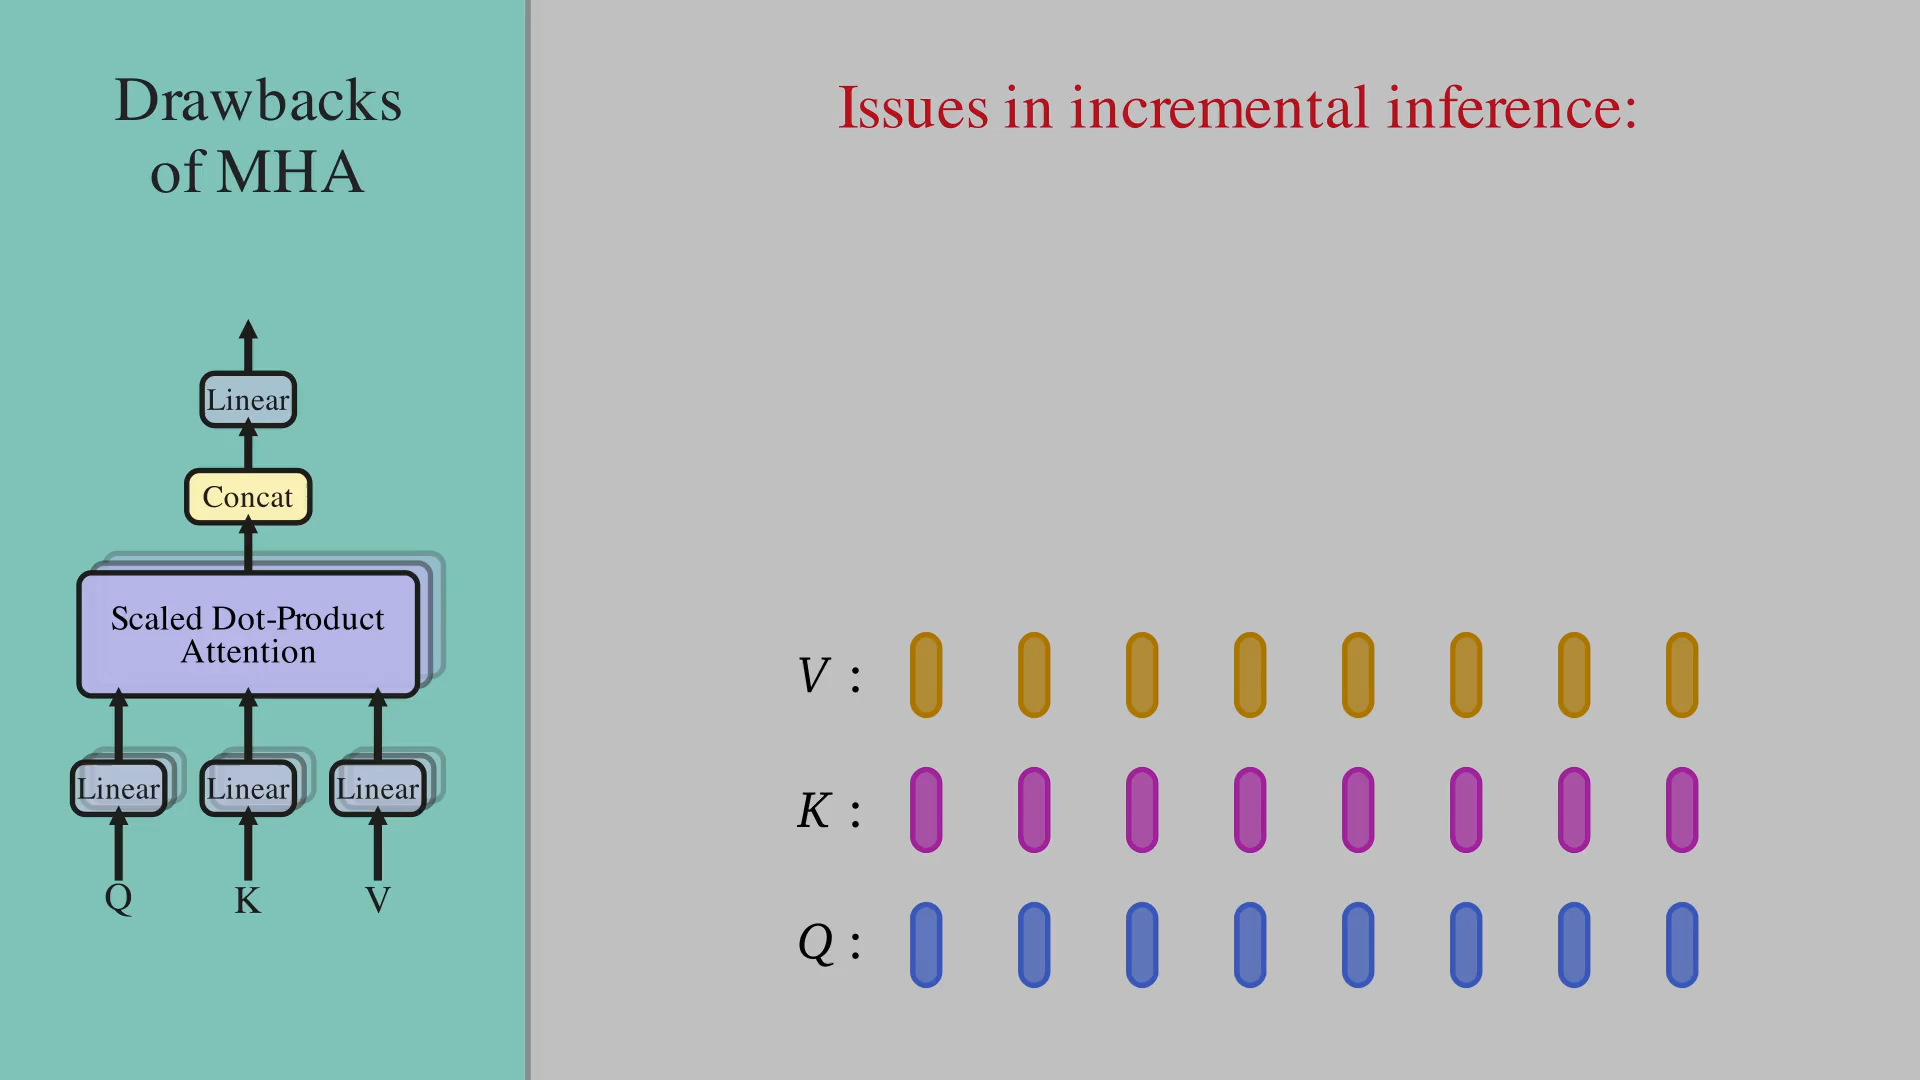 Drawbacks
of MHA
Linear
Concat
Scaled Dot-Product
Attention
Linear
Linear
Linear
Q
K
V
Issues in incremental inference:
V :
K :
Q :